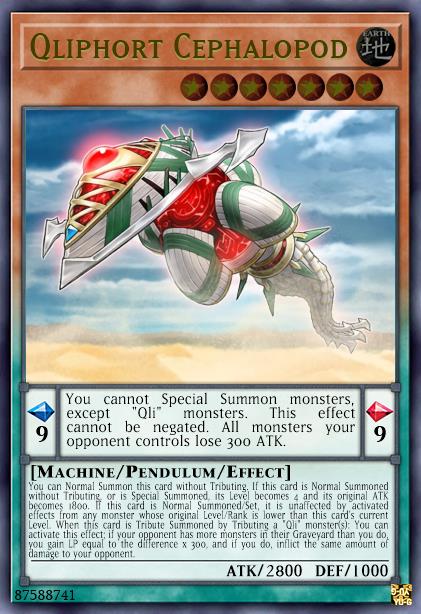 QLIPHORT CEPHALOPOD
EARTH
地
You cannot Special Summon monsters,
except "Qli" monsters. This effect
cannot be negated. All monsters your
opponent controls lose 300 ATK.
9
9
[MACHINE/PENDULUM/EFFECT]
You can Normal Summon this card without Tributing. If this card is Normal Summoned
without Tributing, or is Special Summoned, its Level becomes 4 and its original ATK
becomes 1800. If this card is Normal Summoned/Set, it is unaffected by activated
effects from any monster whose original Level/Rank is lower than this card's current
Level. When this card is Tribute Summoned by Tributing a "Qli" monster(s): You can
activate this effect; if your opponent has more monsters in their Graveyard than you do,
you gain LP equal to the difference x 300, and if you do, inflict the same amount of
damage to your opponent.
ATK/2800 DEF/1000
87588741